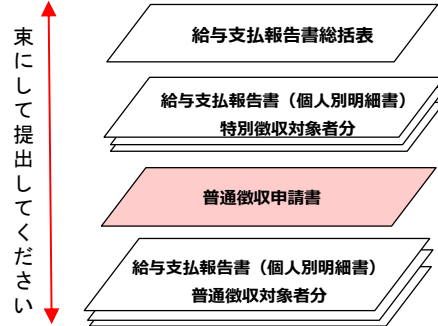 束にして提出してください
給与支払報告書総括表
給与支払報告書（個人別明細書）
特別徴収対象者分
普通徴収申請書
給与支払報告書（個人別明細書）
普通徴収対象者分